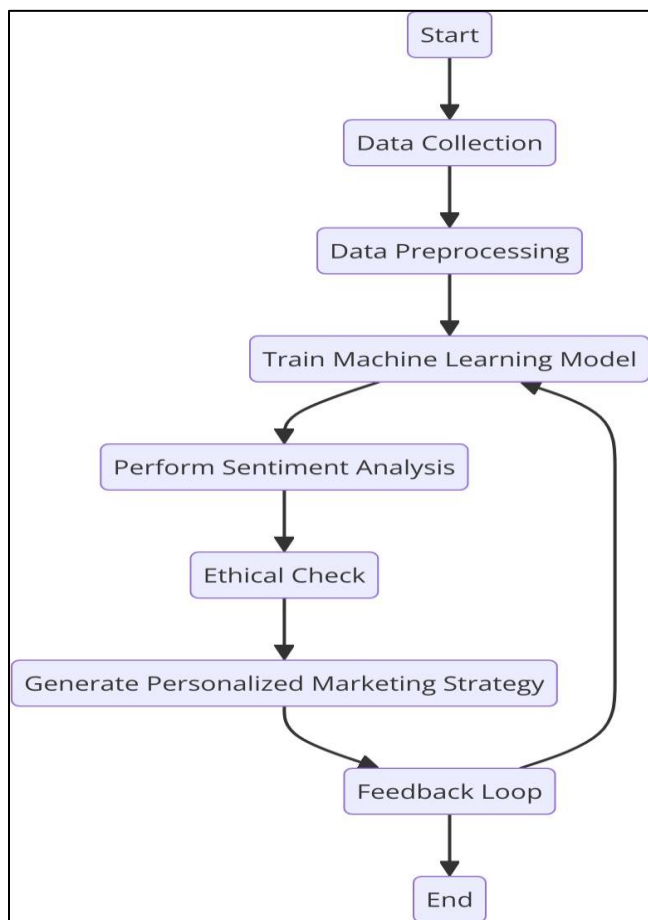 Start
Data Collection
Data Preprocessing
Train Machine Learning Model
Perform Sentiment Analysis
Ethical Check
Generate Personalized Marketing Strategy
Feedback Loop
End